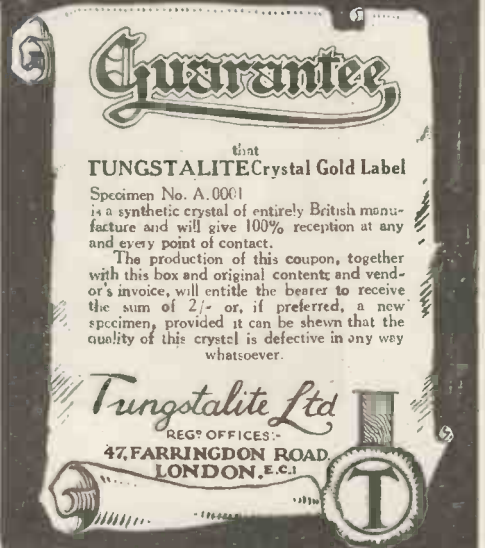 Guarantee,
that
TUNGSTALITE Crystal Gold Label
Specimen No. A.0001
is a synthetic crystal of entirely British manu-
facture and will give 100% reception at any
and every point of contact.
The production of this coupon, together
with this box and original contents and vend-
or's invoice, will entitle the bearer to receive
the sum of 2/- or, if preferred, a new
specimen, provided it can be shewn that the
quality of this crystal is defective in any way
whatsoever.
Tungstalite Ltd
REGD OFFICES:-
47, FARRINGDON ROAD,
LONDON. E.C.1
T